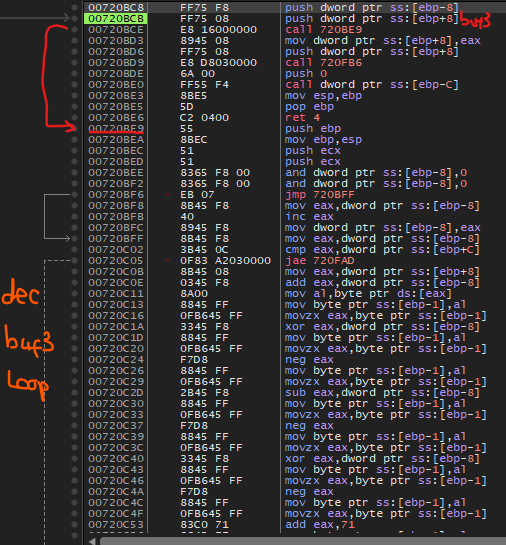 00720BC8 FF75 F8 push dword ptr ss:[ebp-8]
00720BCB FF75 08 push dword ptr ss:[ebp+8] buf3
00720BCE E8 16000000 call 720BE9
00720BD3 8945 08 mov dword ptr ss:[ebp+8],eax
00720BD6 FF75 08 push dword ptr ss:[ebp+8]
00720BD9 E8 D8030000 call 720FB6
00720BDE 6A 00 push 0
00720BE0 FF55 F4 call dword ptr ss:[ebp-C]
00720BE3 8BE5 mov esp,ebp
00720BE5 5D pop ebp
00720BE6 C2 0400 ret 4
00720BE9 55 push ebp
00720BEA 8BEC mov ebp,esp
00720BEC 51 push ecx
00720BED 51 push ecx
00720BEE 8365 F8 00 and dword ptr ss:[ebp-8],0
00720BF2 8365 F8 00 and dword ptr ss:[ebp-8],0
00720BF6 EB 07 jmp 720BFF
00720BF8 8B45 F8 mov eax,dword ptr ss:[ebp-8]
00720BFB 40 inc eax
00720BFC 8945 F8 mov dword ptr ss:[ebp-8],eax
00720BFF 8B45 F8 mov eax,dword ptr ss:[ebp-8]
00720C02 3B45 0C cmp eax,dword ptr ss:[ebp+C]
00720C05 0F83 A2030000 jae 720FAD
00720C0B 8B45 08 mov eax,dword ptr ss:[ebp+8]
00720C0E 0345 F8 add eax,dword ptr ss:[ebp-8]
00720C11 8A00 mov al,byte ptr ds:[eax]
00720C13 8845 FF mov byte ptr ss:[ebp-1],al
00720C16 0FB645 FF movzx eax,byte ptr ss:[ebp-1]
00720C1A 3345 F8 xor eax,dword ptr ss:[ebp-8]
00720C1D 8845 FF mov byte ptr ss:[ebp-1],al
00720C20 0FB645 FF movzx eax,byte ptr ss:[ebp-1]
00720C24 F7D8 neg eax
00720C26 8845 FF mov byte ptr ss:[ebp-1],al
00720C29 0FB645 FF movzx eax,byte ptr ss:[ebp-1]
00720C2D 2B45 F8 sub eax,dword ptr ss:[ebp-8]
00720C30 8845 FF mov byte ptr ss:[ebp-1],al
00720C33 0FB645 FF movzx eax,byte ptr ss:[ebp-1]
00720C37 F7D8 neg eax
00720C39 8845 FF mov byte ptr ss:[ebp-1],al
00720C3C 0FB645 FF movzx eax,byte ptr ss:[ebp-1]
00720C40 3345 F8 xor eax,dword ptr ss:[ebp-8]
00720C43 8845 FF mov byte ptr ss:[ebp-1],al
00720C46 0FB645 FF movzx eax,byte ptr ss:[ebp-1]
00720C4A F7D8 neg eax
00720C4C 8845 FF mov byte ptr ss:[ebp-1],al
00720C4F 0FB645 FF movzx eax,byte ptr ss:[ebp-1]
00720C53 83C0 71 add eax,71
dec
buf3
Loop